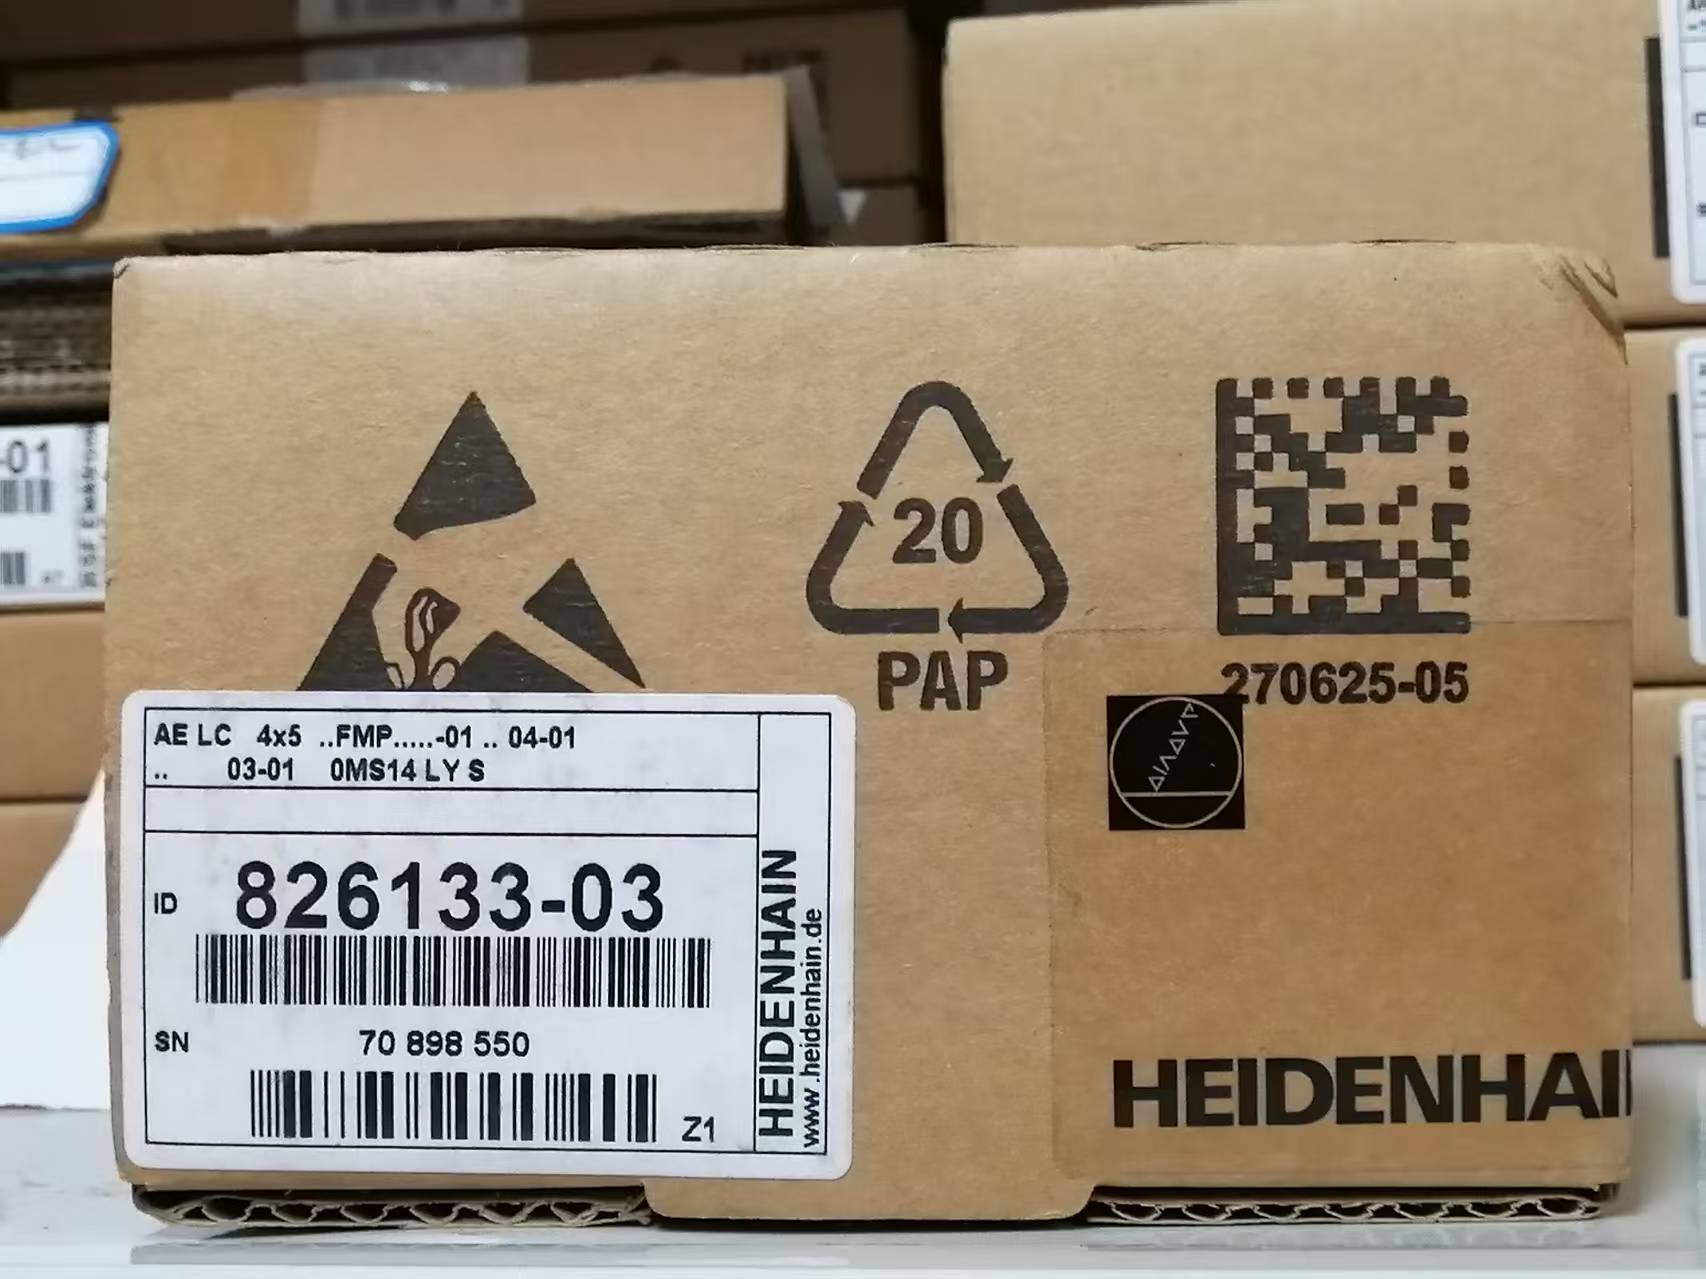 -01
20
PAP
270625-05
AE LC 4x5 ..FMP.....-01 .. 04-01
.. 03-01 0MS14 LY S
ID 826133-03
SN 70 898 550
Z1
HEIDENHAIN
www.heidenhain.de
HEIDENHAI